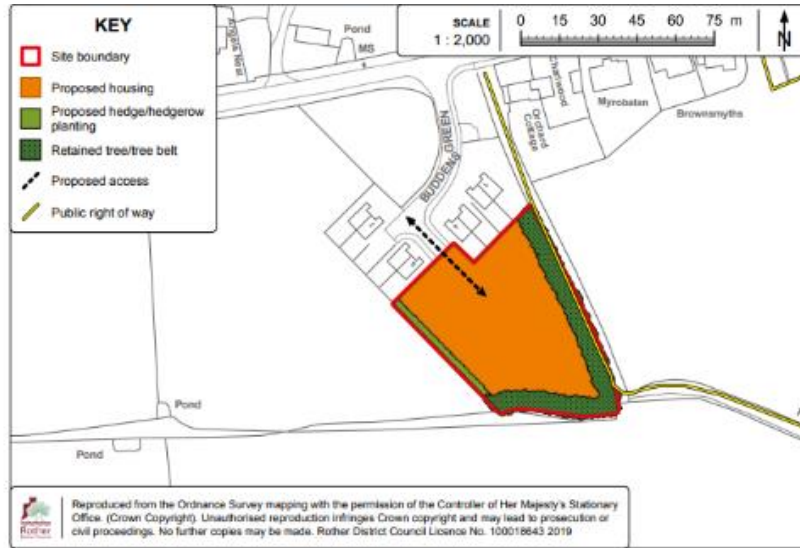 KEY
Site boundary
Proposed housing
Proposed hedge/hedgerow
planting
Retained tree/tree belt
Proposed access
Public right of way
SCALE
1 : 2,000
0 15 30 45 60 75 m
N
Pond
MS
Angels Near
BUDDENS GREEN
Charwood
Orchard
Cottage
Myrobalan
Brownsmyths
Pond
Pond
Rother
Reproduced from the Ordnance Survey mapping with the permission of the Controller of Her Majesty's Stationary
Office. (Crown Copyright). Unauthorised reproduction infringes Crown copyright and may lead to prosecution or
civil proceedings. No further copies may be made. Rother District Council Licence No. 100018643 2019